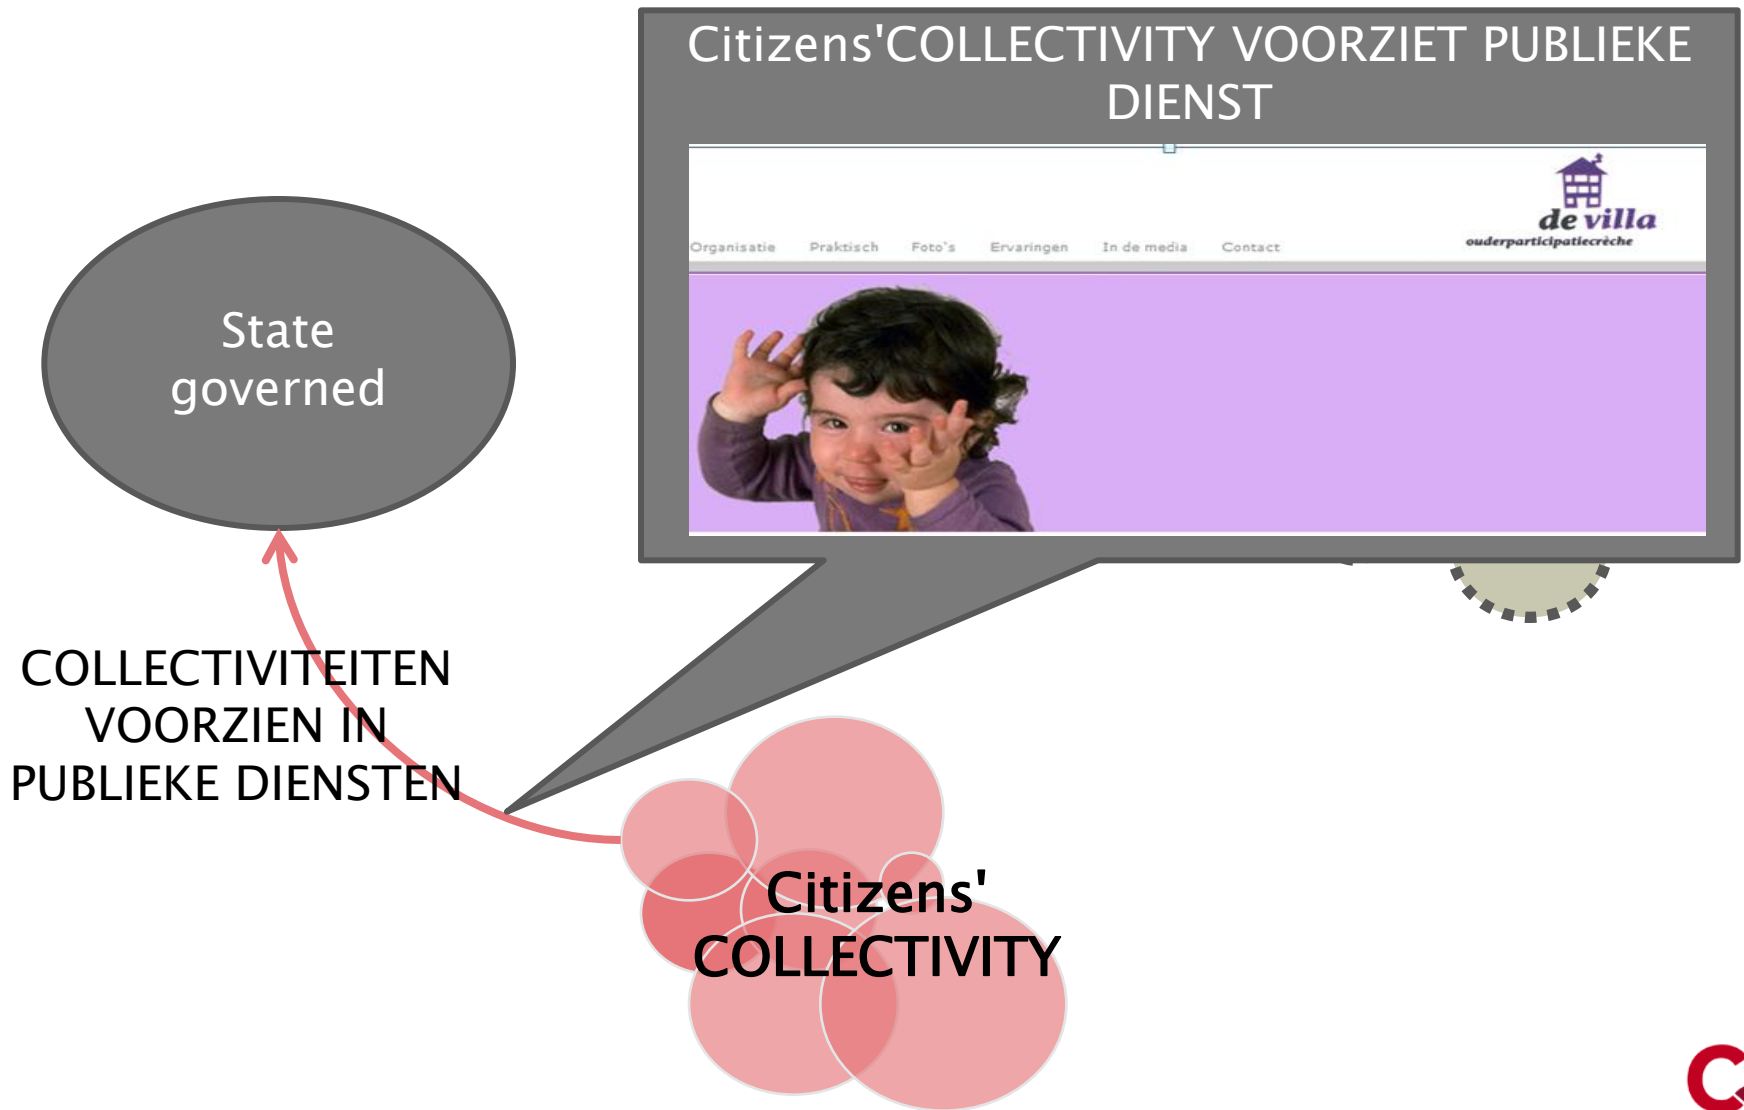 Citizens'COLLECTIVITY VOORZIET PUBLIEKE
DIENST
de villa
ouderparticipatiecrèche
Organisatie Praktisch Foto's Ervaringen In de media Contact
State
governed
COLLECTIVITEITEN
VOORZIEN IN
PUBLIEKE DIENSTEN
Citizens'
COLLECTIVITY
C